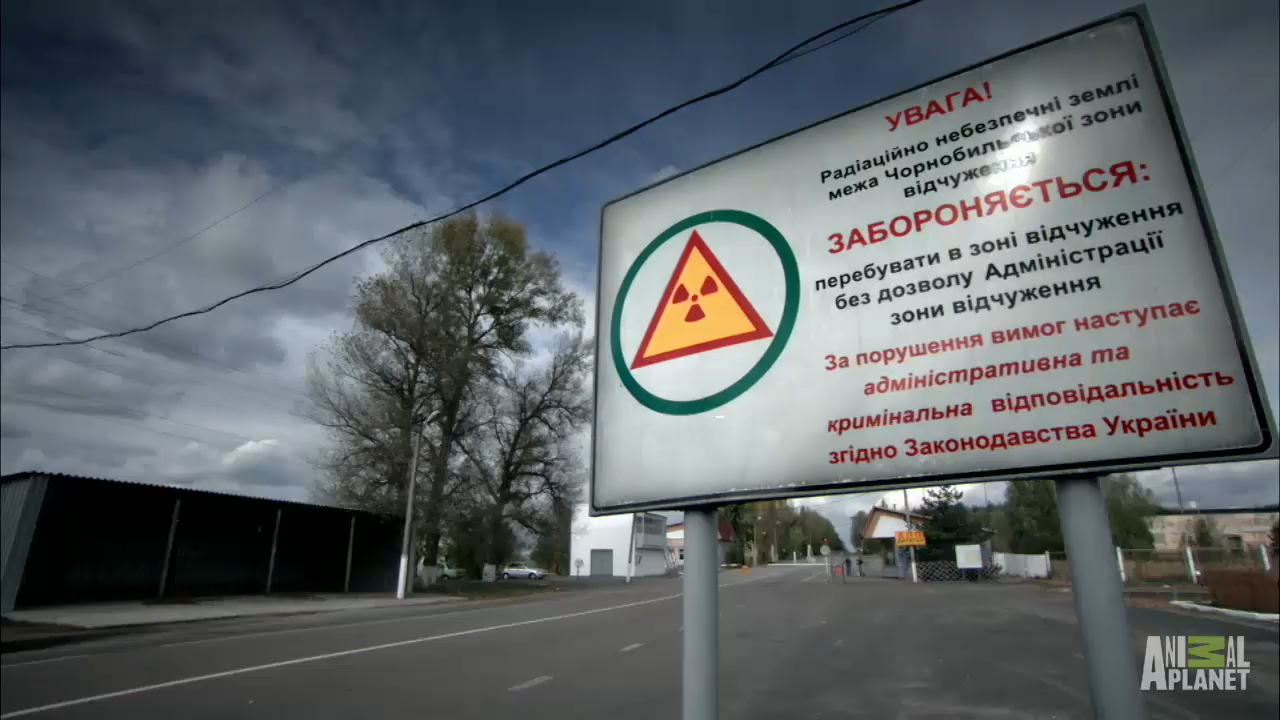 УВАГА!
Радіаційно небезпечні землі
межа Чорнобильської зони
відчуження
ЗАБОРОНЯЄТЬСЯ:
перебувати в зоні відчуження
без дозволу Адміністрації
зони відчуження
За порушення вимог наступає
адміністративна та
кримінальна відповідальність
згідно Законодавства України
ANIMAL
PLANET